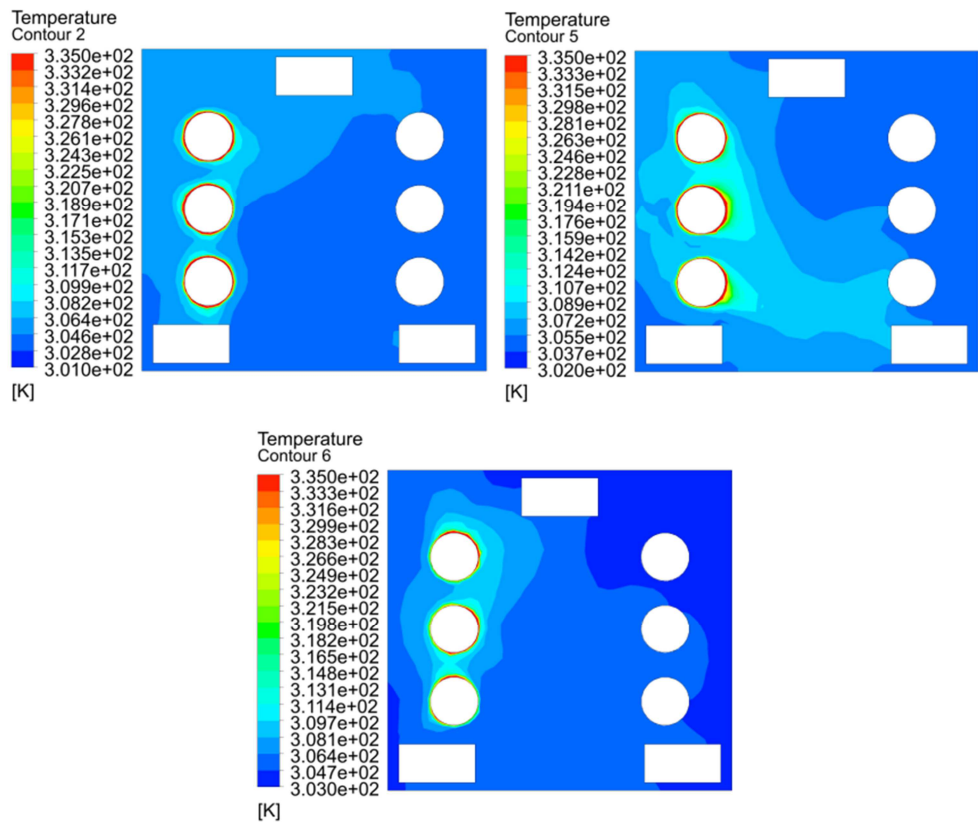 Temperature
Contour 2
3.350e+02
3.332e+02
3.314e+02
3.296e+02
3.278e+02
3.261e+02
3.243e+02
3.225e+02
3.207e+02
3.189e+02
3.171e+02
3.153e+02
3.135e+02
3.117e+02
3.099e+02
3.082e+02
3.064e+02
3.046e+02
3.028e+02
3.010e+02
[K]
Temperature
Contour 5
3.350e+02
3.333e+02
3.315e+02
3.298e+02
3.281e+02
3.263e+02
3.246e+02
3.228e+02
3.211e+02
3.194e+02
3.176e+02
3.159e+02
3.142e+02
3.124e+02
3.107e+02
3.089e+02
3.072e+02
3.055e+02
3.037e+02
3.020e+02
[K]
Temperature
Contour 6
3.350e+02
3.333e+02
3.316e+02
3.299e+02
3.283e+02
3.266e+02
3.249e+02
3.232e+02
3.215e+02
3.198e+02
3.182e+02
3.165e+02
3.148e+02
3.131e+02
3.114e+02
3.097e+02
3.081e+02
3.064e+02
3.047e+02
3.030e+02
[K]